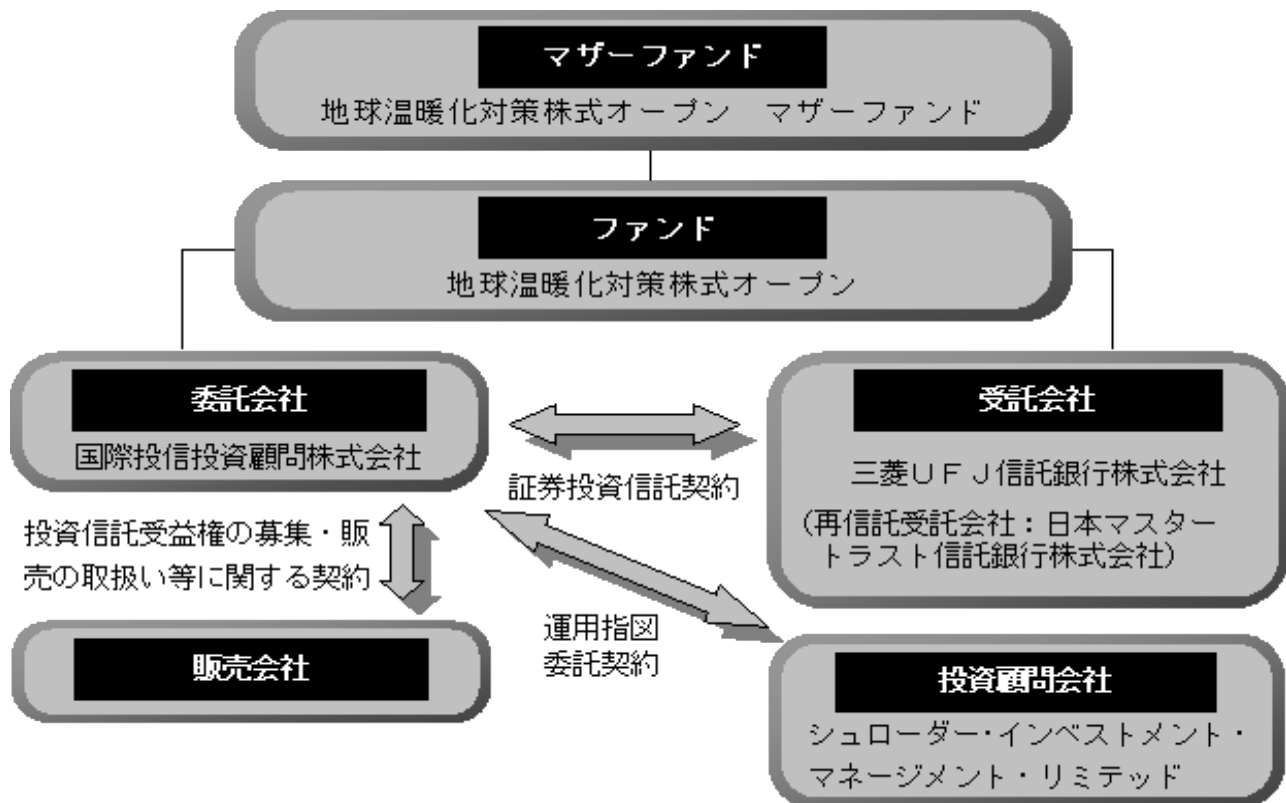 マザーファンド
地球温暖化対策株式オープン　マザーファンド
ファンド
地球温暖化対策株式オープン
委託会社
国際投信投資顧問株式会社
受託会社
三菱ＵＦＪ信託銀行株式会社
(再信託受託会社：日本マスター
トラスト信託銀行株式会社)
証券投資信託契約
投資信託受益権の募集・販
売の取扱い等に関する契約
運用指図
委託契約
販売会社
投資顧問会社
シュローダー・インベストメント・
マネージメント・リミテッド